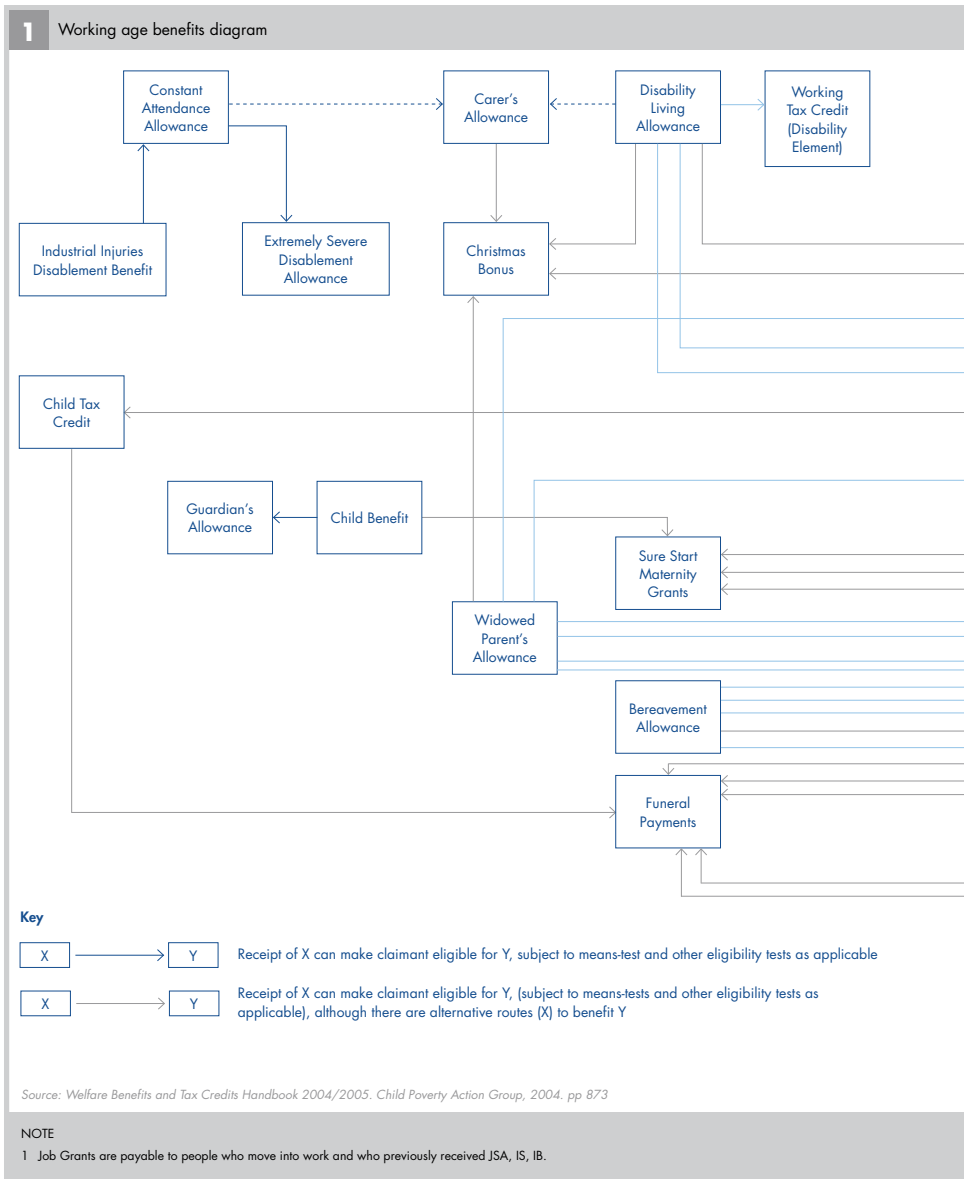 1 Working age benefits diagram
Constant
Attendance
Allowance
Carer's
Allowance
Disability
Living
Allowance
Working
Tax Credit
(Disability
Element)
Industrial Injuries
Disablement Benefit
Extremely Severe
Disablement
Allowance
Christmas
Bonus
Child Tax
Credit
Guardian's
Allowance
Child Benefit
Sure Start
Maternity
Grants
Widowed
Parent's
Allowance
Bereavement
Allowance
Funeral
Payments
Key
X Y Receipt of X can make claimant eligible for Y, subject to means-test and other eligibility tests as applicable
X Y Receipt of X can make claimant eligible for Y, (subject to means-tests and other eligibility tests as
applicable), although there are alternative routes (X) to benefit Y
Source: Welfare Benefits and Tax Credits Handbook 2004/2005. Child Poverty Action Group, 2004. pp 873
NOTE
1 Job Grants are payable to people who move into work and who previously received JSA, IS, IB.